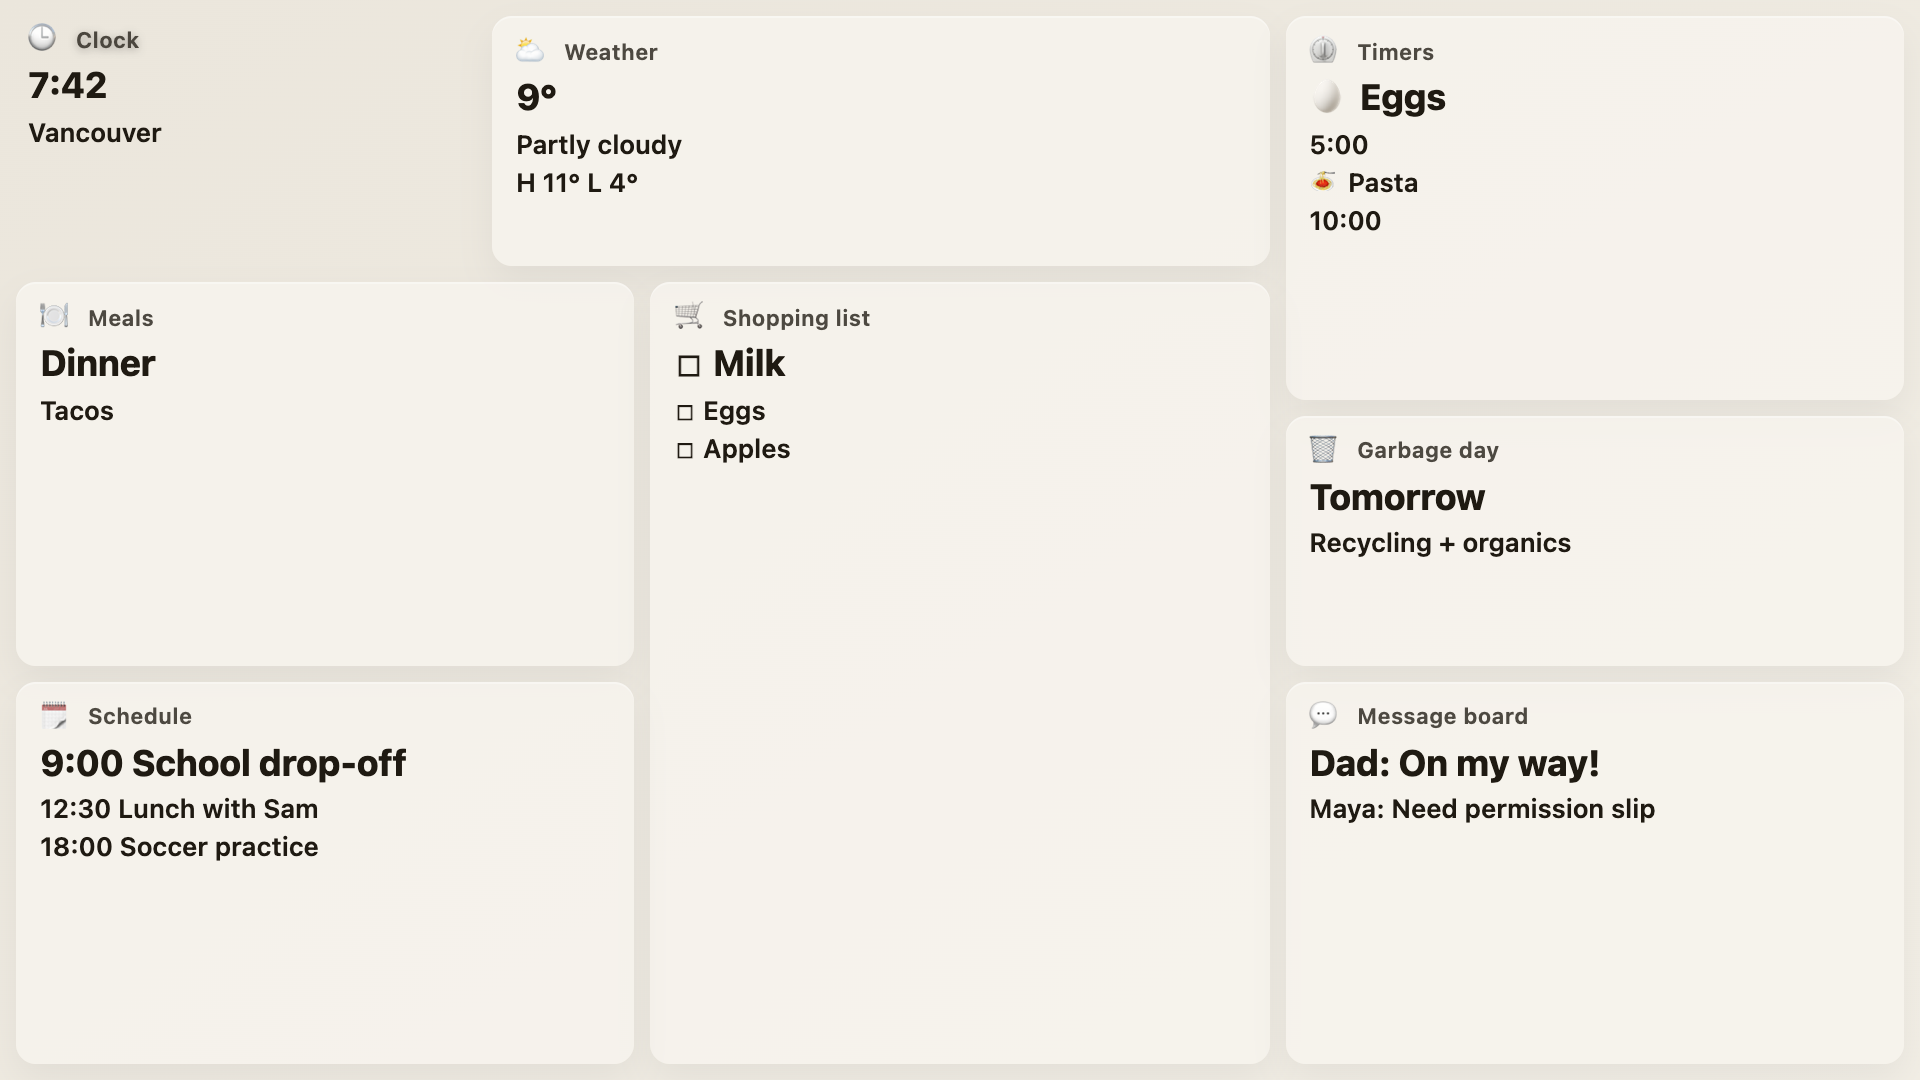 Clock
7:42
Vancouver
Weather
9°
Partly cloudy
H 11° L 4°
Timers
Eggs
5:00
Pasta
10:00
Meals
Dinner
Tacos
Shopping list
☐ Milk
☐ Eggs
☐ Apples
Garbage day
Tomorrow
Recycling + organics
Schedule
9:00 School drop-off
12:30 Lunch with Sam
18:00 Soccer practice
Message board
Dad: On my way!
Maya: Need permission slip